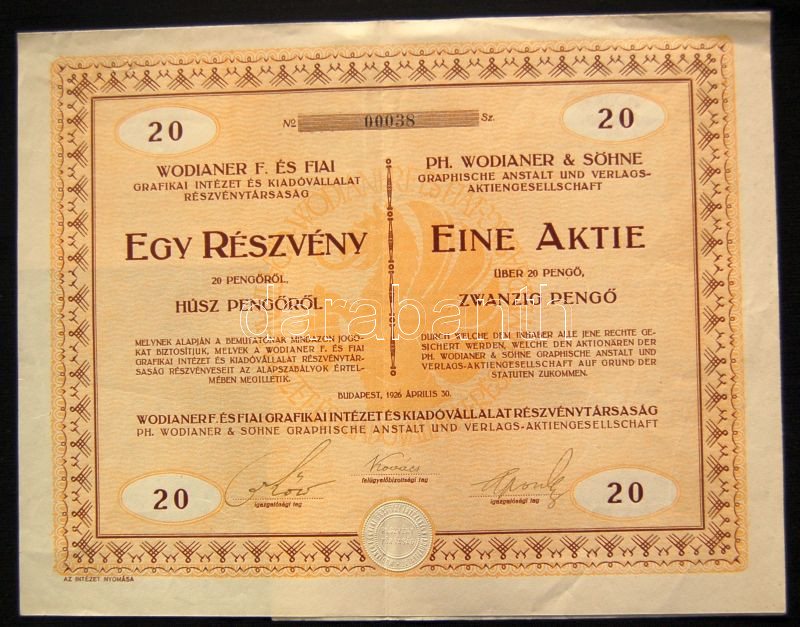 20
20
No 00038 Sz.
WODIANER F. ÉS FIAI
GRAFIKAI INTÉZET ÉS KIADÓVÁLLALAT
RÉSZVÉNYTÁRSASÁG
EGY RÉSZVÉNY
20 PENGŐRŐL,
HÚSZ PENGŐRŐL
MELYNEK ALAPJÁN A BEMUTATÓNAK MINDAZON JOGO-
KAT BIZTOSITJUK, MELYEK A WODIANER F. ÉS FIAI
GRAFIKAI INTÉZET ÉS KIADÓVÁLLALAT RÉSZVÉNYTÁR-
SASÁG RÉSZVÉNYESEIT AZ ALAPSZABÁLYOK ÉRTEL-
MÉBEN MEGILLETIK.
PH. WODIANER & SÖHNE
GRAPHISCHE ANSTALT UND VERLAGS-
AKTIENGESELLSCHAFT
EINE AKTIE
ÜBER 20 PENGŐ,
ZWANZIG PENGŐ
DURCH WELCHE DEM INHABER ALLE JENE RECHTE GE-
SICHERT WERDEN, WELCHE DEN AKTIONÄREN DER
PH. WODIANER & SÖHNE GRAPHISCHE ANSTALT UND
VERLAGS-AKTIENGESELLSCHAFT AUF GRUND DER
STATUTEN ZUKOMMEN.
darabanth
BUDAPEST, 1926 ÁPRILIS 30.
WODIANER F. ÉS FIAI GRAFIKAI INTÉZET ÉS KIADÓVÁLLALAT RÉSZVÉNYTÁRSASÁG
PH. WODIANER & SÖHNE GRAPHISCHE ANSTALT UND VERLAGS-AKTIENGESELLSCHAFT
Kovács
igazgatósági tag
felügyelőbizottsági tag
igazgatósági tag
20
20
AZ INTÉZET NYOMÁSA